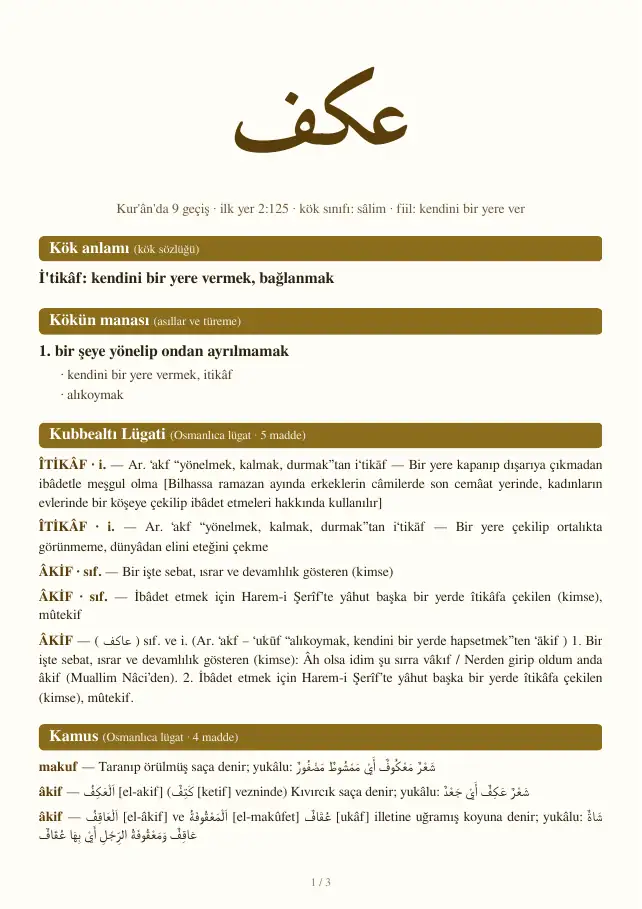 عكف
Kur'ân'da 9 geçiş · ilk yer 2:125 · kök sınıfı: sâlim · fiil: kendini bir yere ver
Kök anlamı (kök sözlüğü)
İ'tikâf: kendini bir yere vermek, bağlanmak
Kökün manası (asıllar ve türeme)
1. bir şeye yönelip ondan ayrılmamak
· kendini bir yere vermek, itikâf
· alıkoymak
Kubbealtı Lügati (Osmanlıca lügat · 5 madde)
ÎTİKÂF · i. — Ar. ‘akf “yönelmek, kalmak, durmak”tan i‘tikāf — Bir yere kapanıp dışarıya çıkmadan
ibâdetle meşgul olma [Bilhassa ramazan ayında erkeklerin câmilerde son cemâat yerinde, kadınların
evlerinde bir köşeye çekilip ibâdet etmeleri hakkında kullanılır]
ÎTİKÂF · i. — Ar. ‘akf “yönelmek, kalmak, durmak”tan i‘tikāf — Bir yere çekilip ortalıkta
görünmeme, dünyâdan elini eteğini çekme
ÂKİF · sıf. — Bir işte sebat, ısrar ve devamlılık gösteren (kimse)
ÂKİF · sıf. — İbâdet etmek için Harem-i Şerîf’te yâhut başka bir yerde îtikâfa çekilen (kimse),
mûtekif
ÂKİF — ( عاكف ) sıf. ve i. (Ar. ‘akf – ‘ukūf “alıkoymak, kendini bir yerde hapsetmek”ten ‘ākif ) 1. Bir
işte sebat, ısrar ve devamlılık gösteren (kimse): Âh olsa idim şu sırra vâkıf / Nerden girip oldum anda
âkif (Muallim Nâci’den). 2. İbâdet etmek için Harem-i Şerîf’te yâhut başka bir yerde îtikâfa çekilen
(kimse), mûtekif.
Kamus (Osmanlıca lügat · 4 madde)
makuf — Taranıp örülmüş saça denir; yukâlu: شَعْرٌ مَعْكُوفٌ أَيْ مَمْشُوطٌ مَضْفُورٌ
âkif — اَلْعَكِفُ [el-akif] (كَتِفٌ [ketif] vezninde) Kıvırcık saça denir; yukâlu: شَعْرٌ عَكِفٌ أَيْ جَعْدٌ
âkif — اَلْعَاقِفُ [el-âkif] ve اَلْمَعْقُوفَةُ [el-makûfet] عُقَافٌ [ukâf] illetine uğramış koyuna denir; yukâlu: شَاةٌ
عَاقِفٌ وَمَعْقُوفَةُ الرِّجْلِ أَيْ بِهَا عُقَافٌ
1 / 3